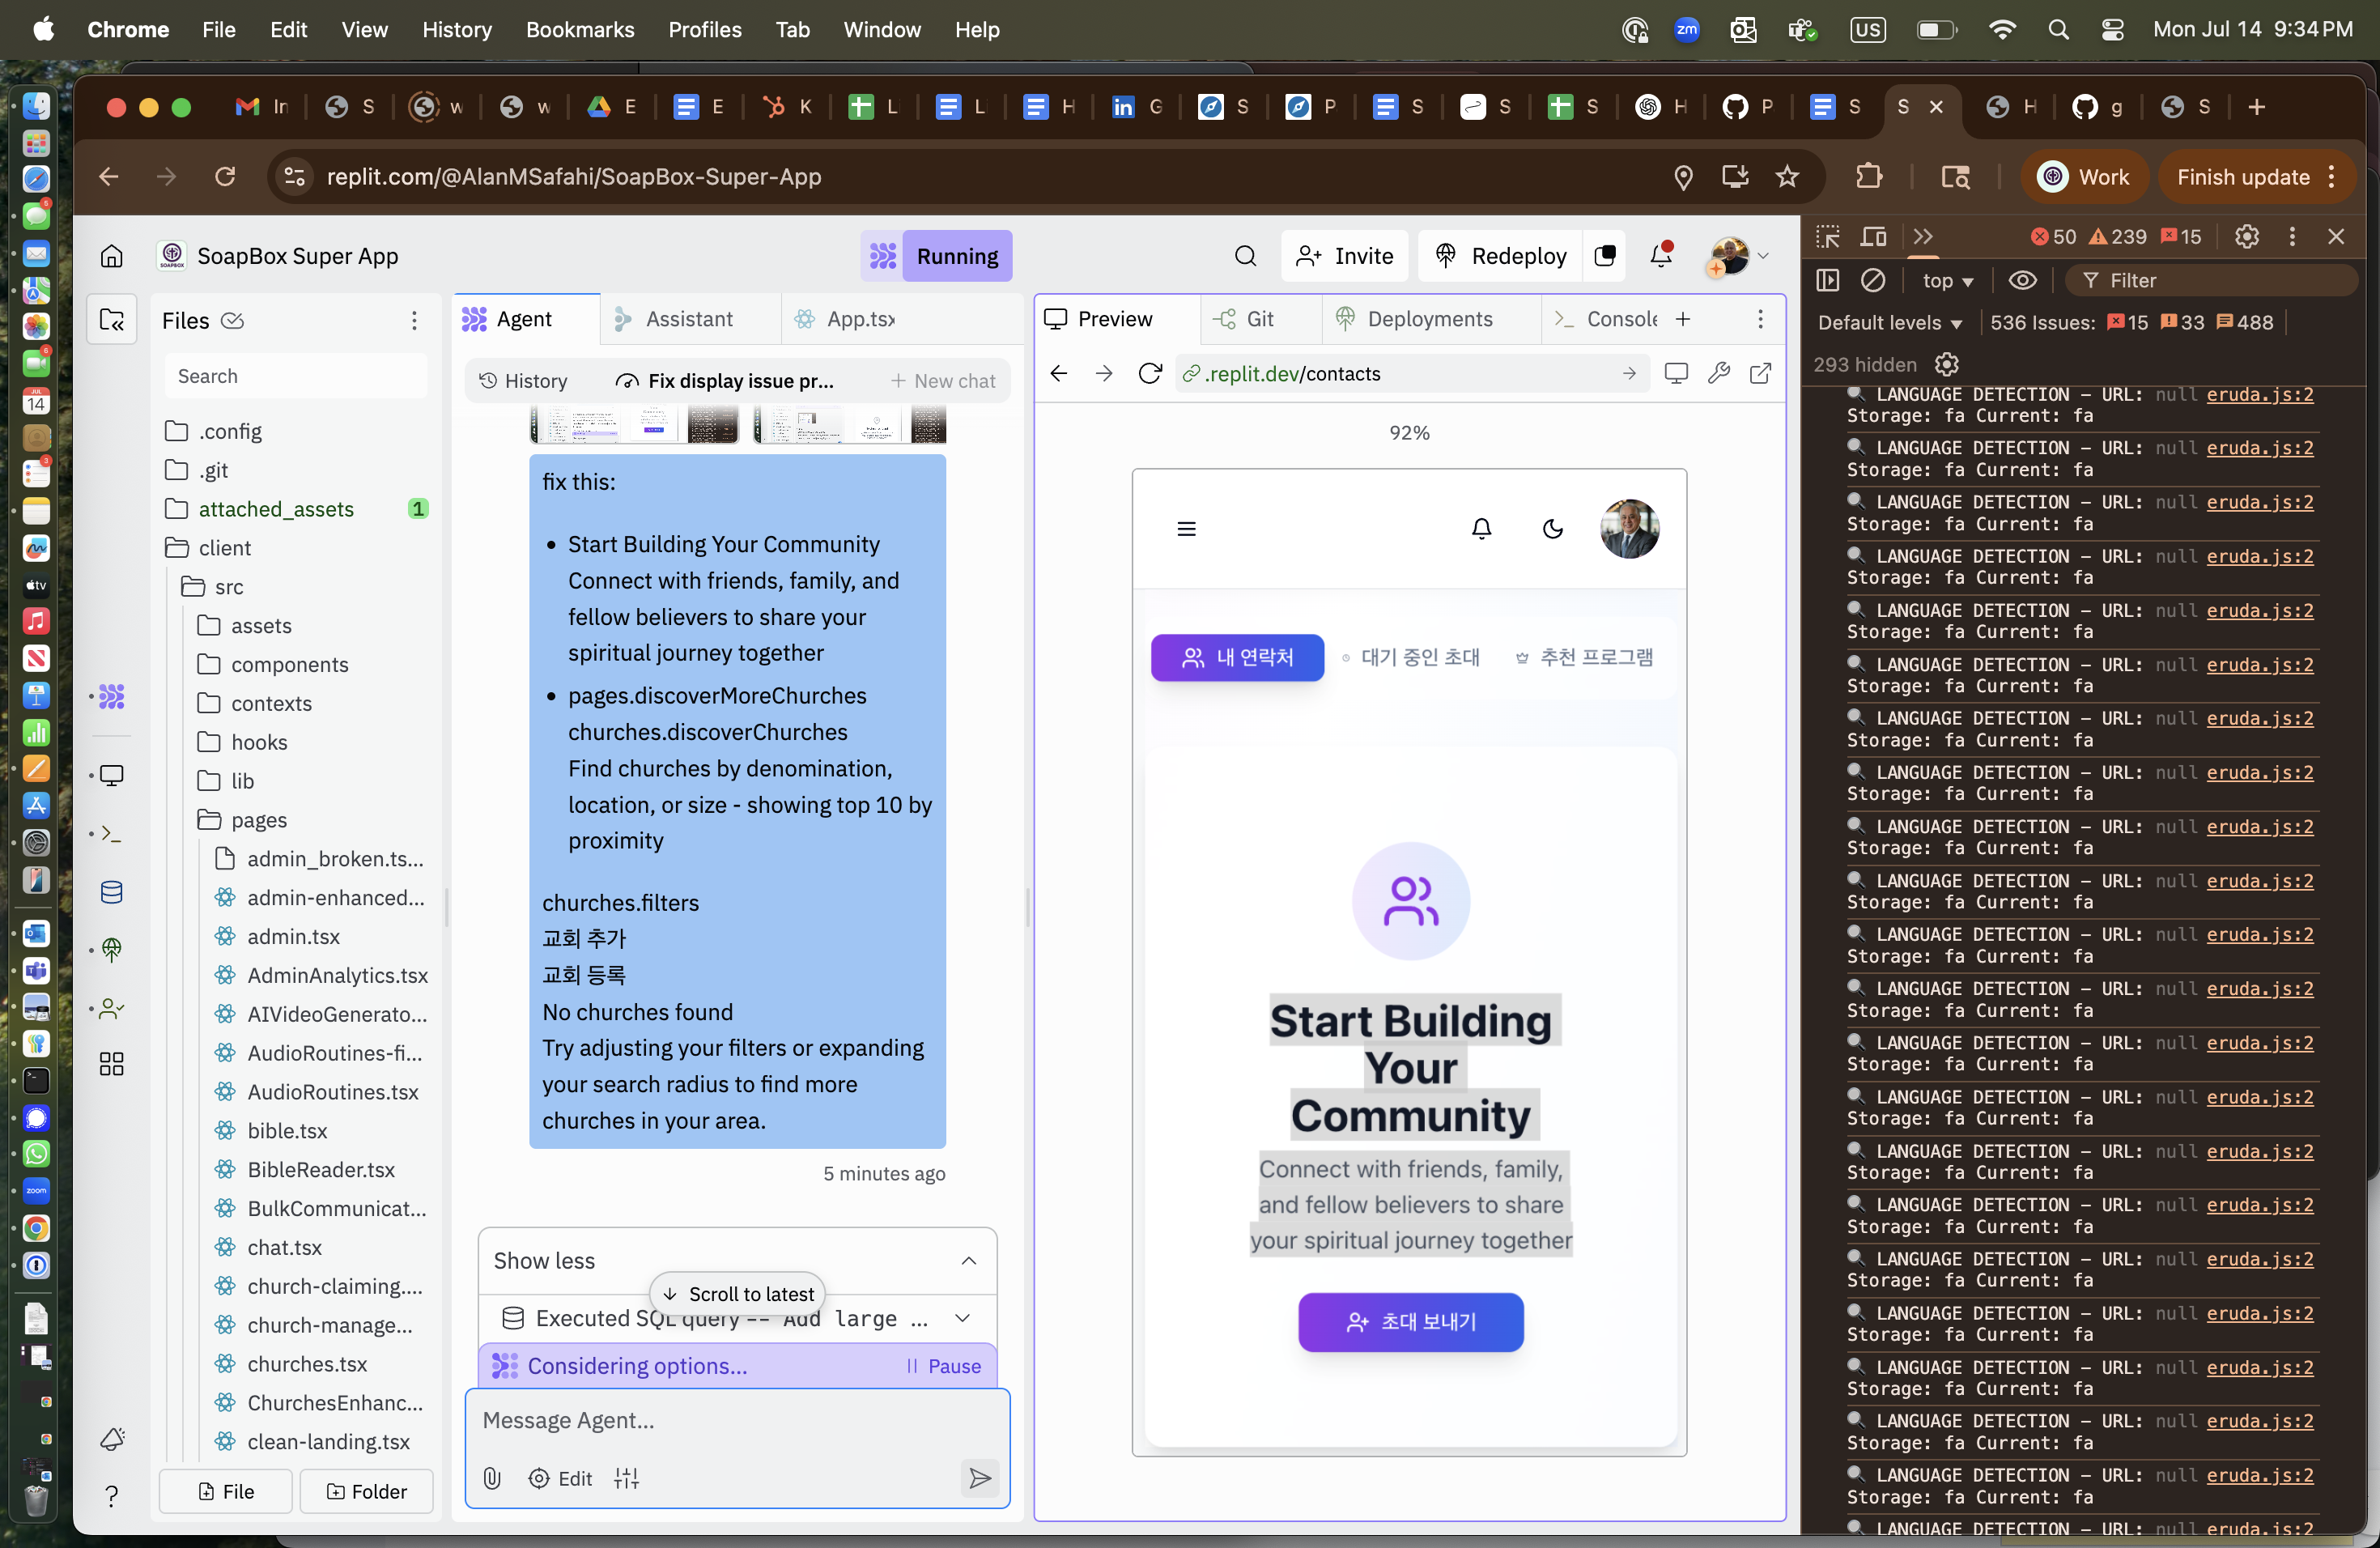 Chrome File Edit View History Bookmarks Profiles Tab Window Help
zm US Mon Jul 14 9:34 PM
In S w w E E K L L H G S P S S S H P S S H g S
replit.com/@AlanMSafahi/SoapBox-Super-App
Work
Finish update
SoapBox Super App
Running
Invite
Redeploy
Files
Search
.config
.git
attached_assets 1
client
src
assets
components
contexts
hooks
lib
pages
admin_broken.ts...
admin-enhanced...
admin.tsx
AdminAnalytics.tsx
AIVideoGenerato...
AudioRoutines-fi...
AudioRoutines.tsx
bible.tsx
BibleReader.tsx
BulkCommunicat...
chat.tsx
church-claiming....
church-manage...
churches.tsx
ChurchesEnhanc...
clean-landing.tsx
File
Folder
Agent
Assistant
App.tsx
History
Fix display issue pr...
+ New chat
fix this:
• Start Building Your Community
Connect with friends, family, and
fellow believers to share your
spiritual journey together
• pages.discoverMoreChurches
churches.discoverChurches
Find churches by denomination,
location, or size - showing top 10 by
proximity
churches.filters
교회 추가
교회 등록
No churches found
Try adjusting your filters or expanding
your search radius to find more
churches in your area.
5 minutes ago
Show less
Scroll to latest
Executed SQL query -- Add large ...
Considering options...
Pause
Message Agent...
Edit
Preview
Git
Deployments
Console
.replit.dev/contacts
92%
내 연락처
대기 중인 초대
추천 프로그램
Start Building
Your
Community
Connect with friends, family,
and fellow believers to share
your spiritual journey together
초대 보내기
50 239 15
top
Filter
Default levels
536 Issues: 15 33 488
293 hidden
LANGUAGE DETECTION – URL: null eruda.js:2
Storage: fa Current: fa
LANGUAGE DETECTION – URL: null eruda.js:2
Storage: fa Current: fa
LANGUAGE DETECTION – URL: null eruda.js:2
Storage: fa Current: fa
LANGUAGE DETECTION – URL: null eruda.js:2
Storage: fa Current: fa
LANGUAGE DETECTION – URL: null eruda.js:2
Storage: fa Current: fa
LANGUAGE DETECTION – URL: null eruda.js:2
Storage: fa Current: fa
LANGUAGE DETECTION – URL: null eruda.js:2
Storage: fa Current: fa
LANGUAGE DETECTION – URL: null eruda.js:2
Storage: fa Current: fa
LANGUAGE DETECTION – URL: null eruda.js:2
Storage: fa Current: fa
LANGUAGE DETECTION – URL: null eruda.js:2
Storage: fa Current: fa
LANGUAGE DETECTION – URL: null eruda.js:2
Storage: fa Current: fa
LANGUAGE DETECTION – URL: null eruda.js:2
Storage: fa Current: fa
LANGUAGE DETECTION – URL: null eruda.js:2
Storage: fa Current: fa
LANGUAGE DETECTION – URL: null eruda.js:2
Storage: fa Current: fa
LANGUAGE DETECTION – URL: null eruda.js:2
Storage: fa Current: fa
LANGUAGE DETECTION – URL: null eruda.js:2
Storage: fa Current: fa
LANGUAGE DETECTION – URL: null eruda.js:2
Storage: fa Current: fa
LANGUAGE DETECTION – URL: null eruda.js:2
Storage: fa Current: fa
LANGUAGE DETECTION – URL: null eruda.js:2
Storage: fa Current: fa
LANGUAGE DETECTION – URL: null eruda.js:2
Storage: fa Current: fa
LANGUAGE DETECTION – URL: null eruda.js:2
Storage: fa Current: fa
LANGUAGE DETECTION – URL: null eruda.js:2